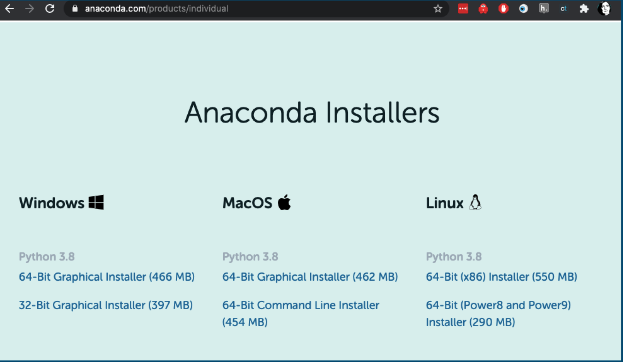 anaconda.com/products/individual
Anaconda Installers
Windows
Python 3.8
64-Bit Graphical Installer (466 MB)
32-Bit Graphical Installer (397 MB)
MacOS
Python 3.8
64-Bit Graphical Installer (462 MB)
64-Bit Command Line Installer
(454 MB)
Linux
Python 3.8
64-Bit (x86) Installer (550 MB)
64-Bit (Power8 and Power9)
Installer (290 MB)